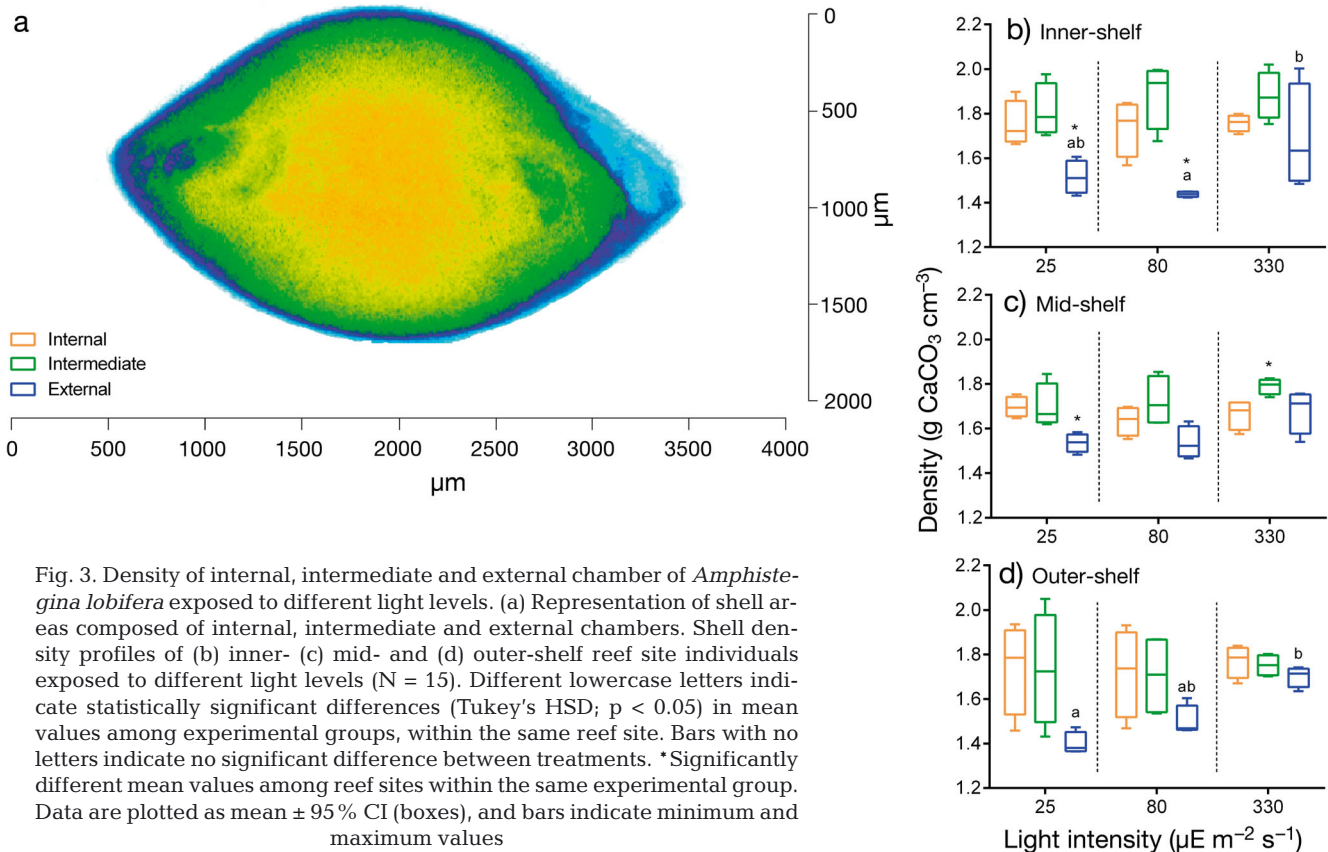 a
0
500
1000
1500
2000
µm
Internal
Intermediate
External
0 500 1000 1500 2000 2500 3000 3500 4000
µm
Fig. 3. Density of internal, intermediate and external chamber of Amphiste-
gina lobifera exposed to different light levels. (a) Representation of shell ar-
eas composed of internal, intermediate and external chambers. Shell den-
sity profiles of (b) inner- (c) mid- and (d) outer-shelf reef site individuals
exposed to different light levels (N = 15). Different lowercase letters indi-
cate statistically significant differences (Tukey's HSD; p < 0.05) in mean
values among experimental groups, within the same reef site. Bars with no
letters indicate no significant difference between treatments. *Significantly
different mean values among reef sites within the same experimental group.
Data are plotted as mean ± 95% CI (boxes), and bars indicate minimum and
maximum values
Density (g CaCO₃ cm⁻³)
b) Inner-shelf
2.2
2.0
1.8
1.6
1.4
1.2
*
ab
*
a
b
25 80 330
c) Mid-shelf
2.2
2.0
1.8
1.6
1.4
1.2
*
*
25 80 330
d) Outer-shelf
2.2
2.0
1.8
1.6
1.4
1.2
a
ab
b
25 80 330
Light intensity (µE m⁻² s⁻¹)